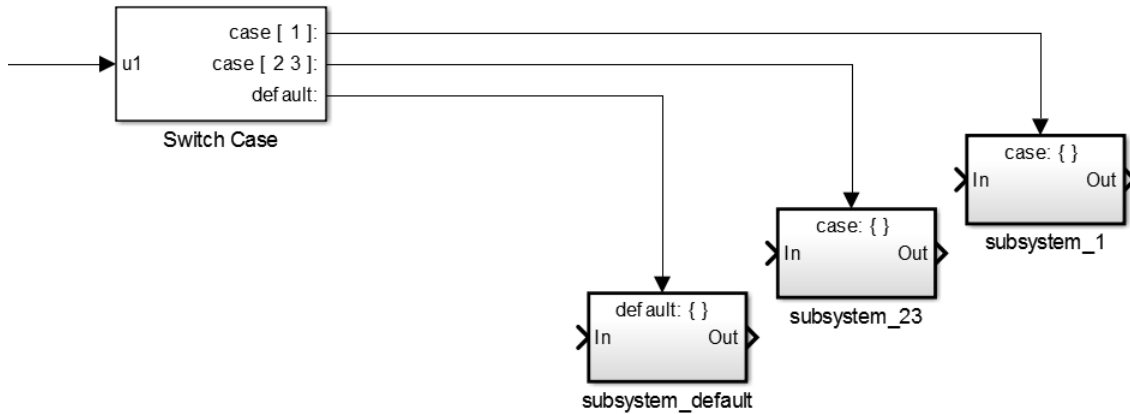 case [ 1 ]:
u1
case [ 2 3 ]:
default:
Switch Case
case: { }
In
Out
subsystem_1
case: { }
In
Out
subsystem_23
default: { }
In
Out
subsystem_default